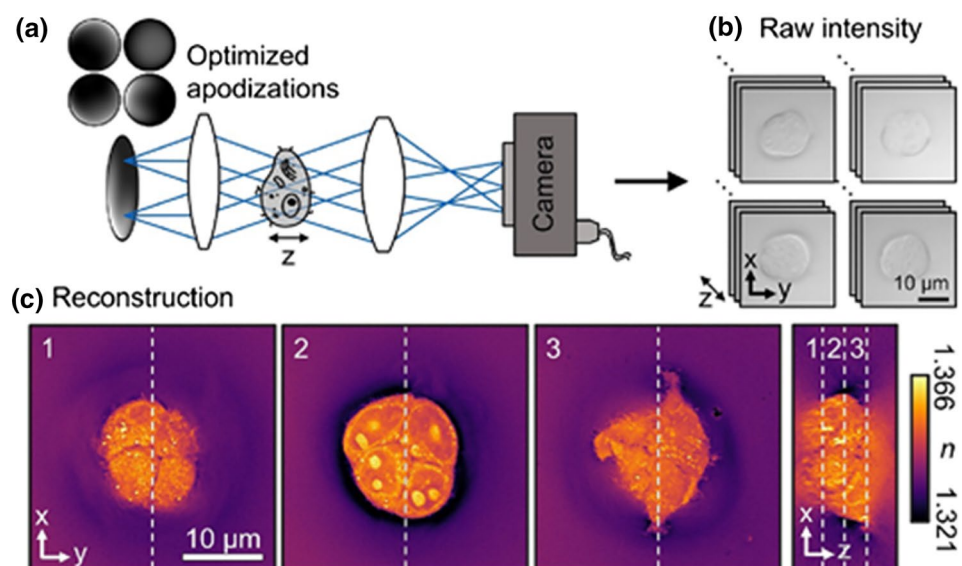 (a)
Optimized
apodizations
z
Camera
(b) Raw intensity
x
y
z
10 μm
(c) Reconstruction
1
x
y
10 μm
2
3
1 2 3
x
z
1.366
n
1.321